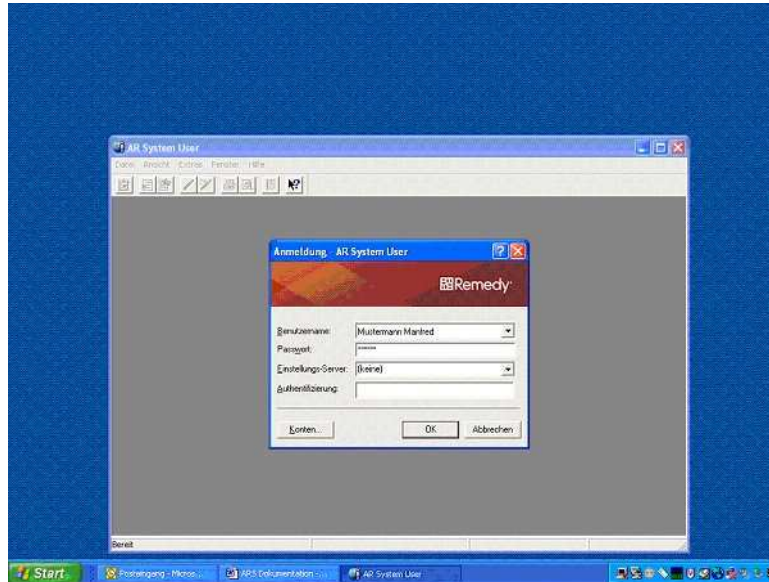 AR System User
Datei Ansicht Extras Fenster Hilfe
Anmeldung - AR System User
Remedy
Benutzername: Mustermann Manfred
Passwort:
Einstellungs-Server: (keine)
Authentifizierung:
Konten...
OK
Abbrechen
Bereit
Start
Posteingang - Micros...
ARS Dokumentation -...
AR System User